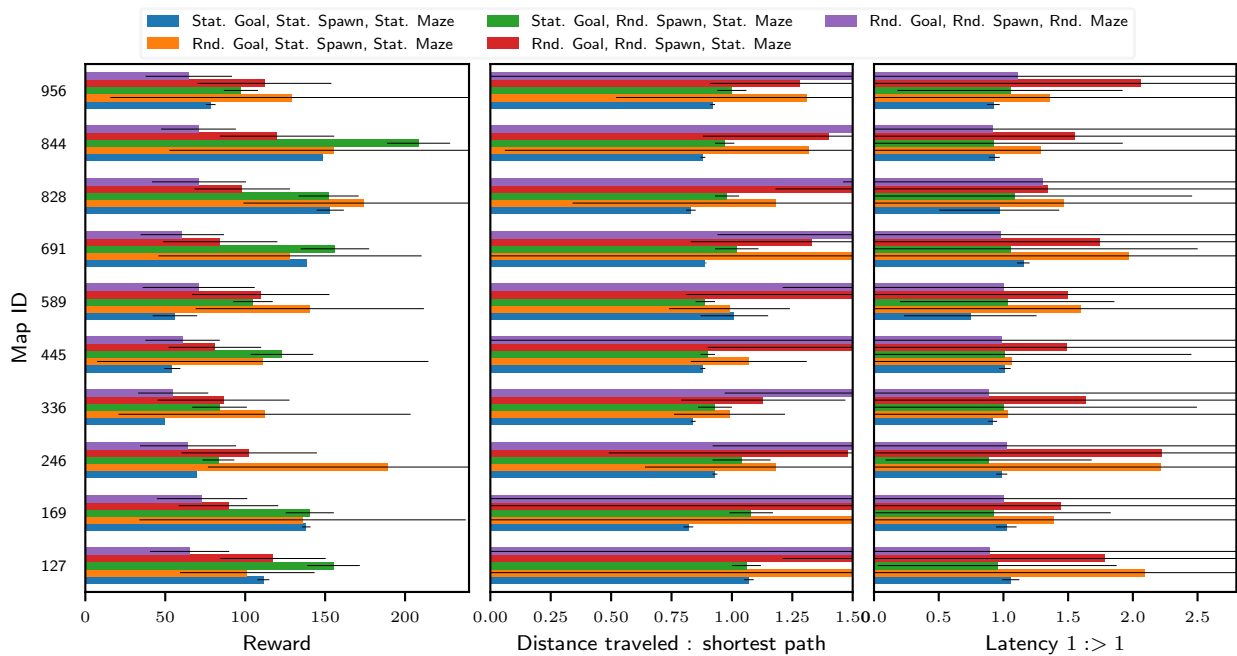 Stat. Goal, Stat. Spawn, Stat. Maze
Stat. Goal, Rnd. Spawn, Stat. Maze
Rnd. Goal, Rnd. Spawn, Rnd. Maze
Rnd. Goal, Stat. Spawn, Stat. Maze
Rnd. Goal, Rnd. Spawn, Stat. Maze
Map ID
956
844
828
691
589
445
336
246
169
127
0 50 100 150 200
0.00 0.25 0.50 0.75 1.00 1.25 1.50
0.0 0.5 1.0 1.5 2.0 2.5
Reward
Distance traveled : shortest path
Latency 1 :> 1